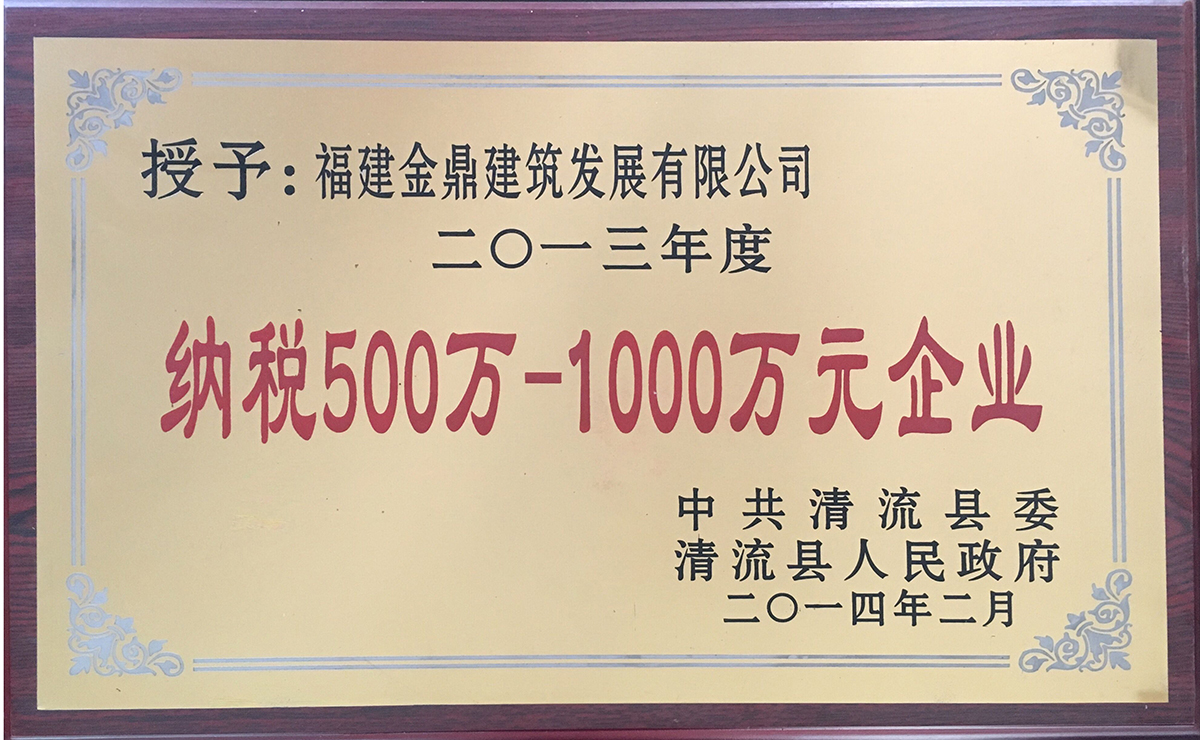 授予:福建金鼎建筑发展有限公司
二〇一三年度
纳税500万-1000万元企业
中共清流县委
清流县人民政府
二〇一四年二月